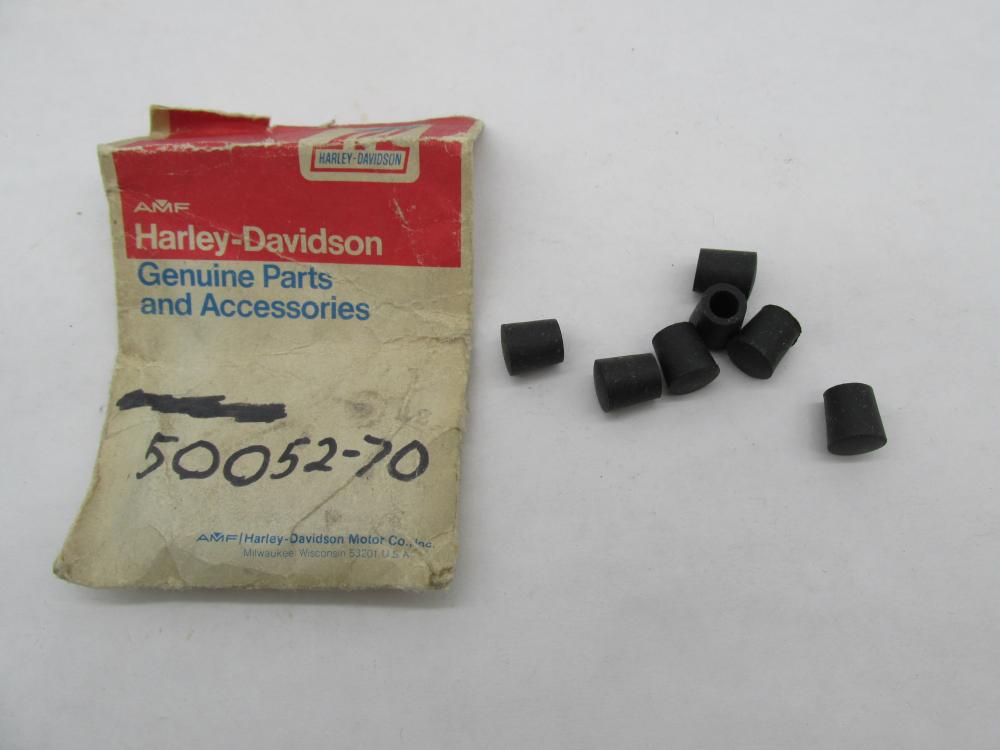 HARLEY-DAVIDSON
AMF
Harley-Davidson
Genuine Parts
and Accessories
50052-70
AMF/Harley-Davidson Motor Co., Inc.
Milwaukee, Wisconsin 53201 U.S.A.